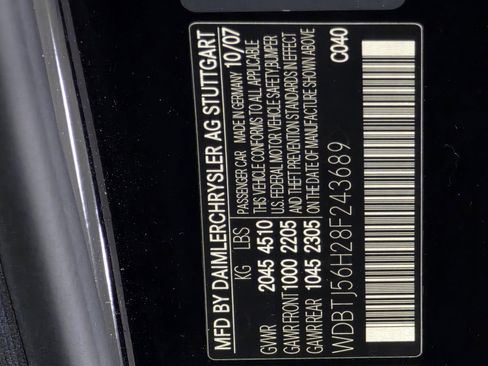 MFD BY DAIMLERCHRYSLER AG STUTTGART
KG LBS PASSENGER CAR MADE IN GERMANY 10/07
GVWR 2045 4510 THIS VEHICLE CONFORMS TO ALL APPLICABLE
GAWR FRONT 1000 2205 U.S. FEDERAL MOTOR VEHICLE SAFETY BUMPER
GAWR REAR 1045 2305 AND THEFT PREVENTION STANDARDS IN EFFECT
ON THE DATE OF MANUFACTURE SHOWN ABOVE
WDBTJ56H28F243689 C040